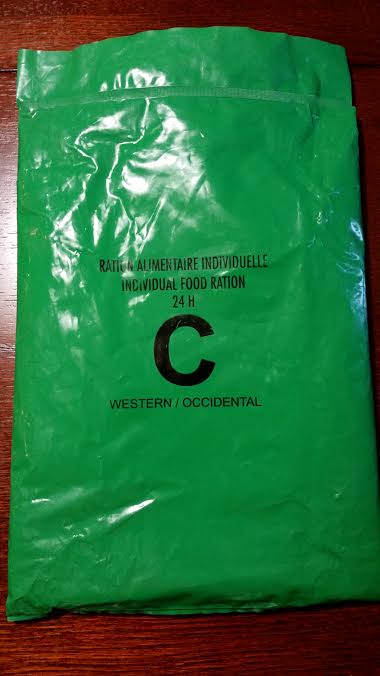 RATION ALIMENTAIRE INDIVIDUELLE
INDIVIDUAL FOOD RATION
24 H
C
WESTERN / OCCIDENTAL